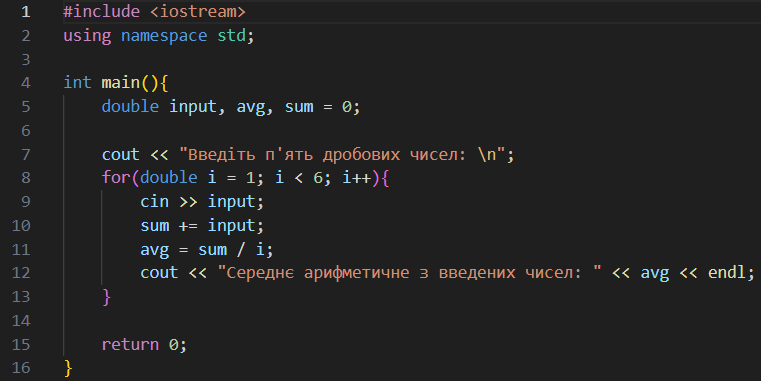 1 #include <iostream>
2 using namespace std;
3
4 int main(){
5 double input, avg, sum = 0;
6
7 cout << "Введіть п'ять дробових чисел: \n";
8 for(double i = 1; i < 6; i++){
9 cin >> input;
10 sum += input;
11 avg = sum / i;
12 cout << "Середнє арифметичне з введених чисел: " << avg << endl;
13 }
14
15 return 0;
16 }